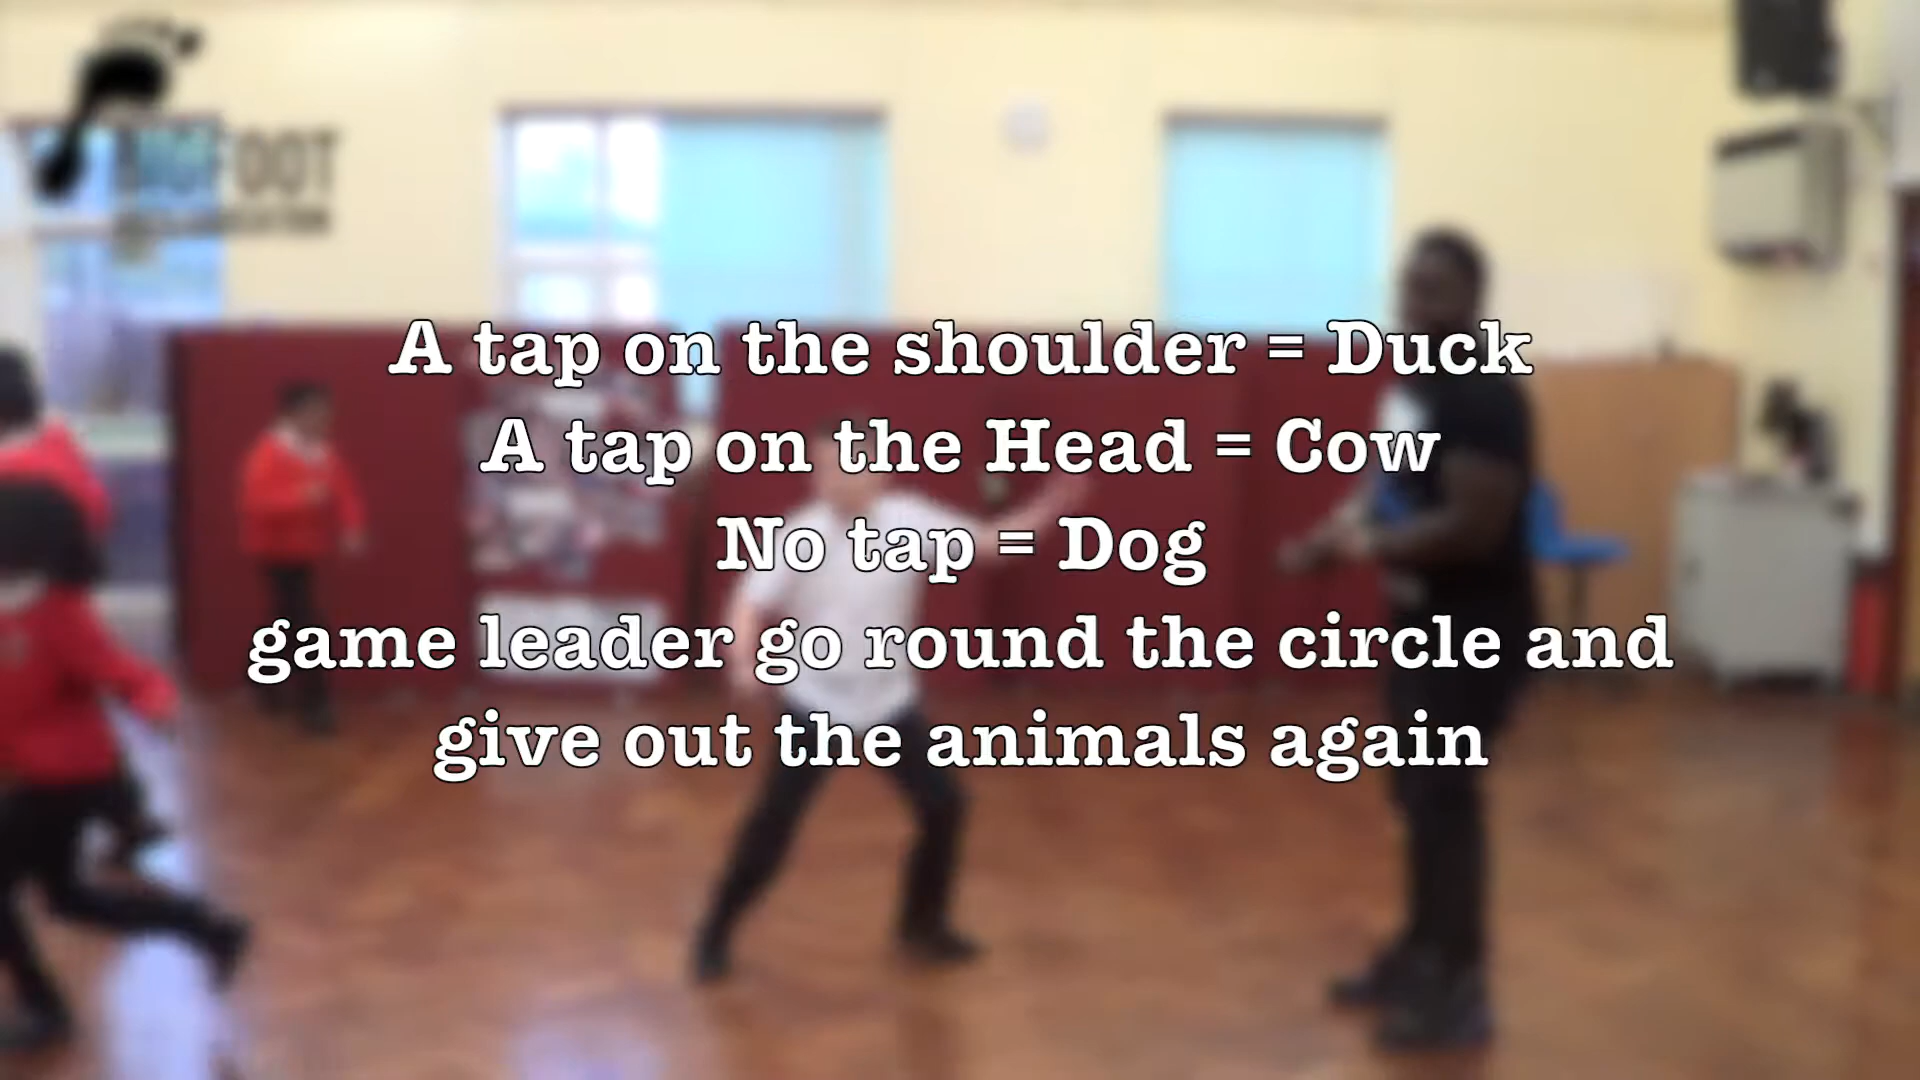 BIGFOOT
A tap on the shoulder = Duck
A tap on the Head = Cow
No tap = Dog
game leader go round the circle and
give out the animals again